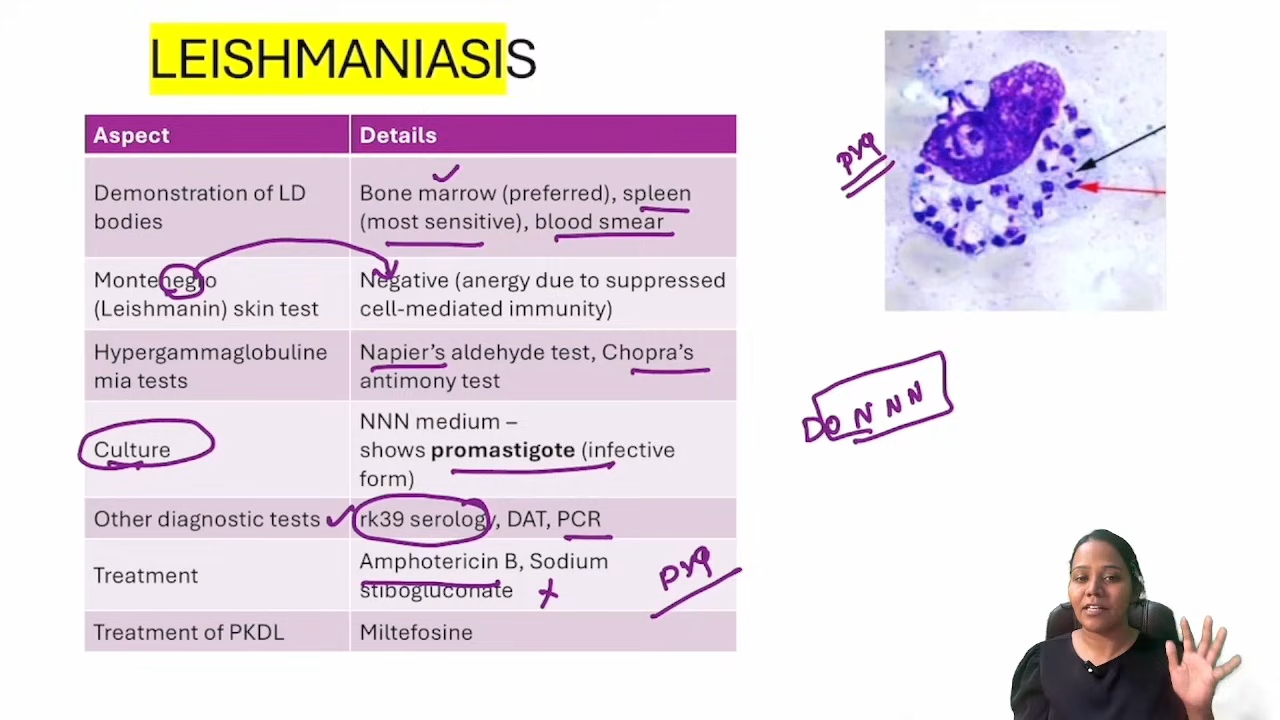 LEISHMANIASIS
Aspect Details
Demonstration of LD
bodies
Bone marrow (preferred), spleen
(most sensitive), blood smear
Montenegro
(Leishmanin) skin test
Negative (anergy due to suppressed
cell-mediated immunity)
Hypergammaglobuline
mia tests
Napier’s aldehyde test, Chopra’s
antimony test
Culture
NNN medium –
shows promastigote (infective
form)
Other diagnostic tests
rk39 serology, DAT, PCR
Treatment
Amphotericin B, Sodium
stibogluconate
PYQ
Treatment of PKDL Miltefosine
PYQ
DO NNN